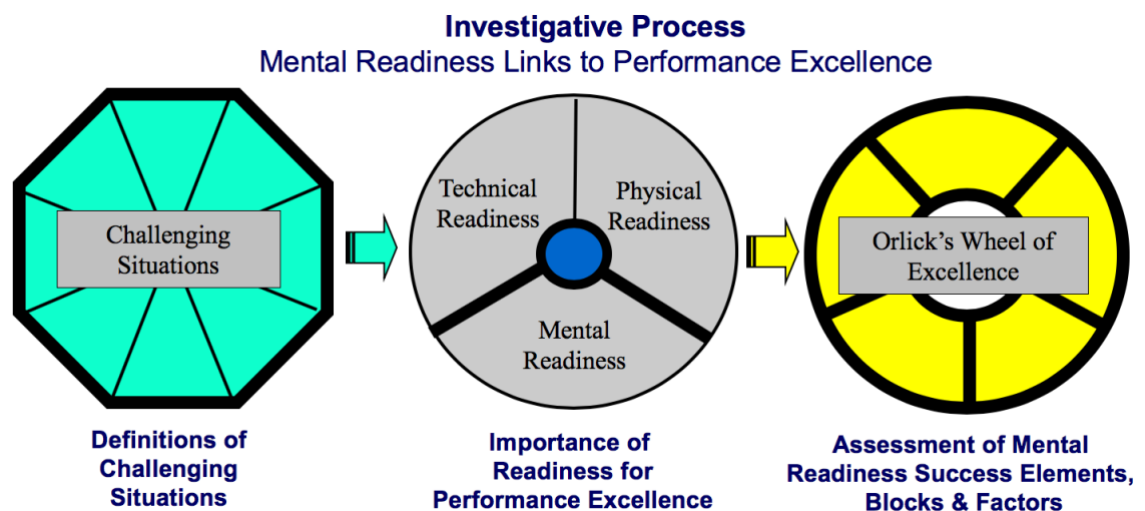 Investigative Process
Mental Readiness Links to Performance Excellence
Challenging
Situations
Technical
Readiness
Physical
Readiness
Mental
Readiness
Orlick's Wheel of
Excellence
Definitions of
Challenging
Situations
Importance of
Readiness for
Performance Excellence
Assessment of Mental
Readiness Success Elements,
Blocks & Factors